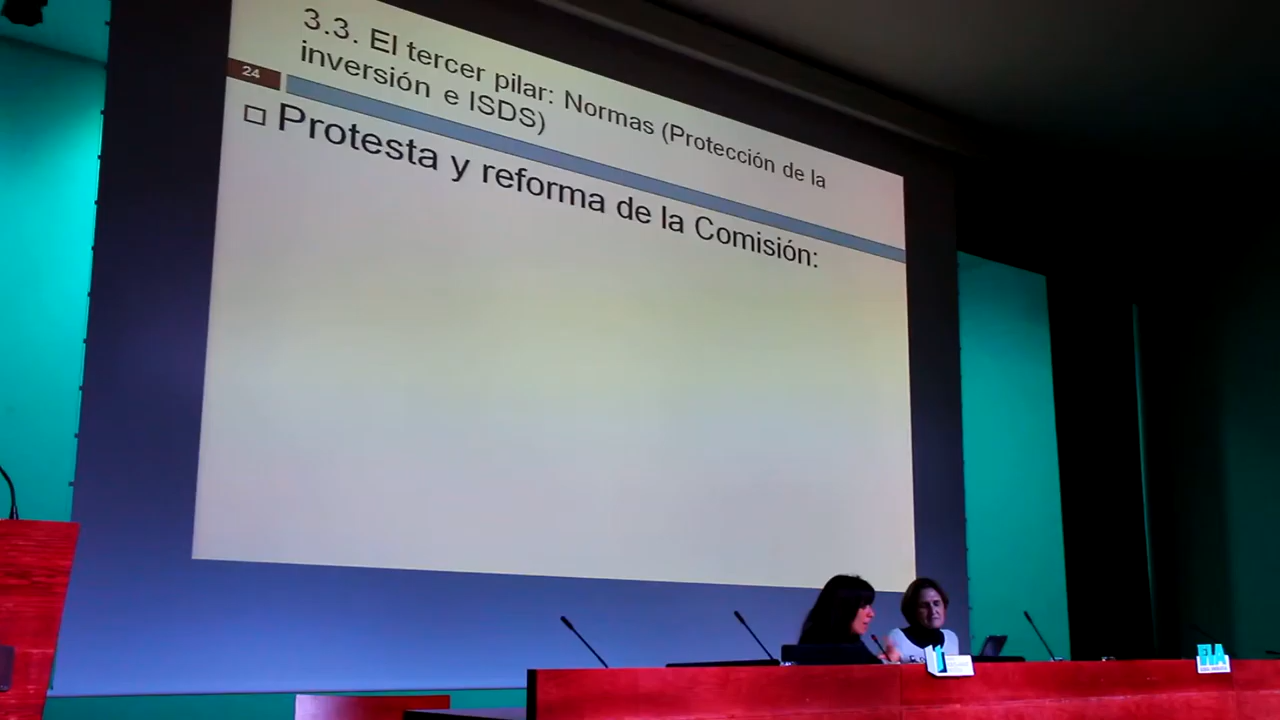 3.3. El tercer pilar: Normas (Protección de la
inversión e ISDS)
24
Protesta y reforma de la Comisión: